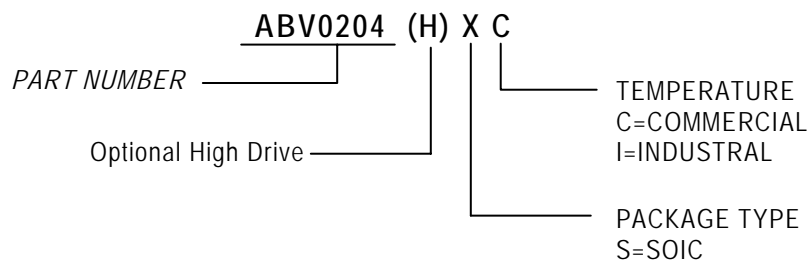 ABV0204 (H) X C
PART NUMBER
TEMPERATURE
C=COMMERCIAL
I=INDUSTRAL
Optional High Drive
PACKAGE TYPE
S=SOIC